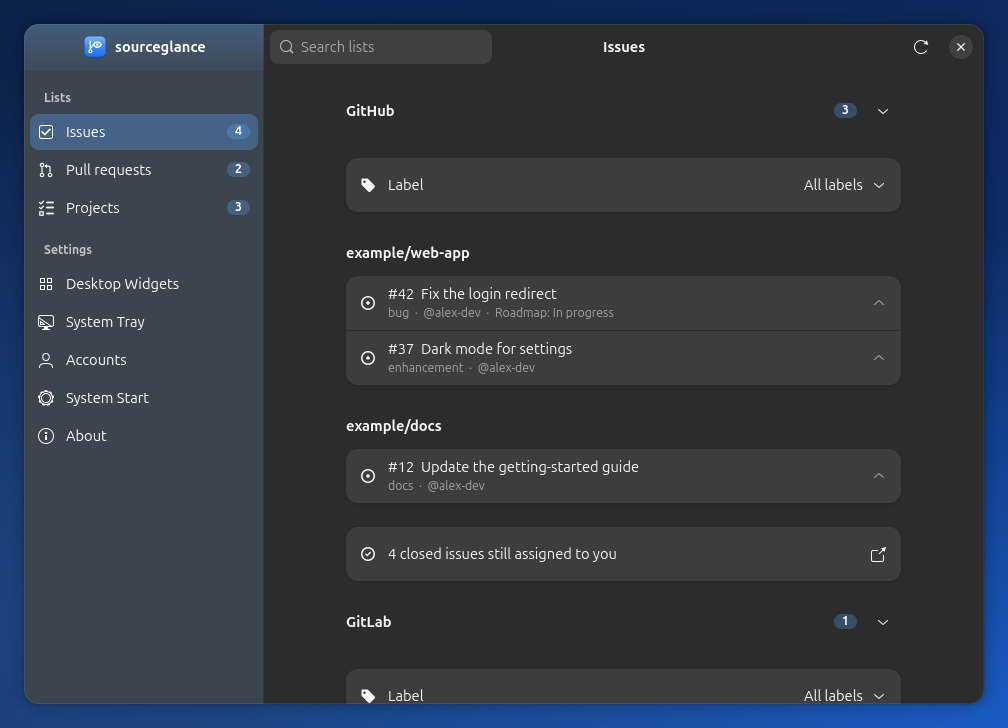 sourceglance
Search lists
Issues
Lists
Issues 4
Pull requests 2
Projects 3
Settings
Desktop Widgets
System Tray
Accounts
System Start
About
GitHub 3
Label All labels
example/web-app
#42 Fix the login redirect
bug · @alex-dev · Roadmap: In progress
#37 Dark mode for settings
enhancement · @alex-dev
example/docs
#12 Update the getting-started guide
docs · @alex-dev
4 closed issues still assigned to you
GitLab 1
Label All labels